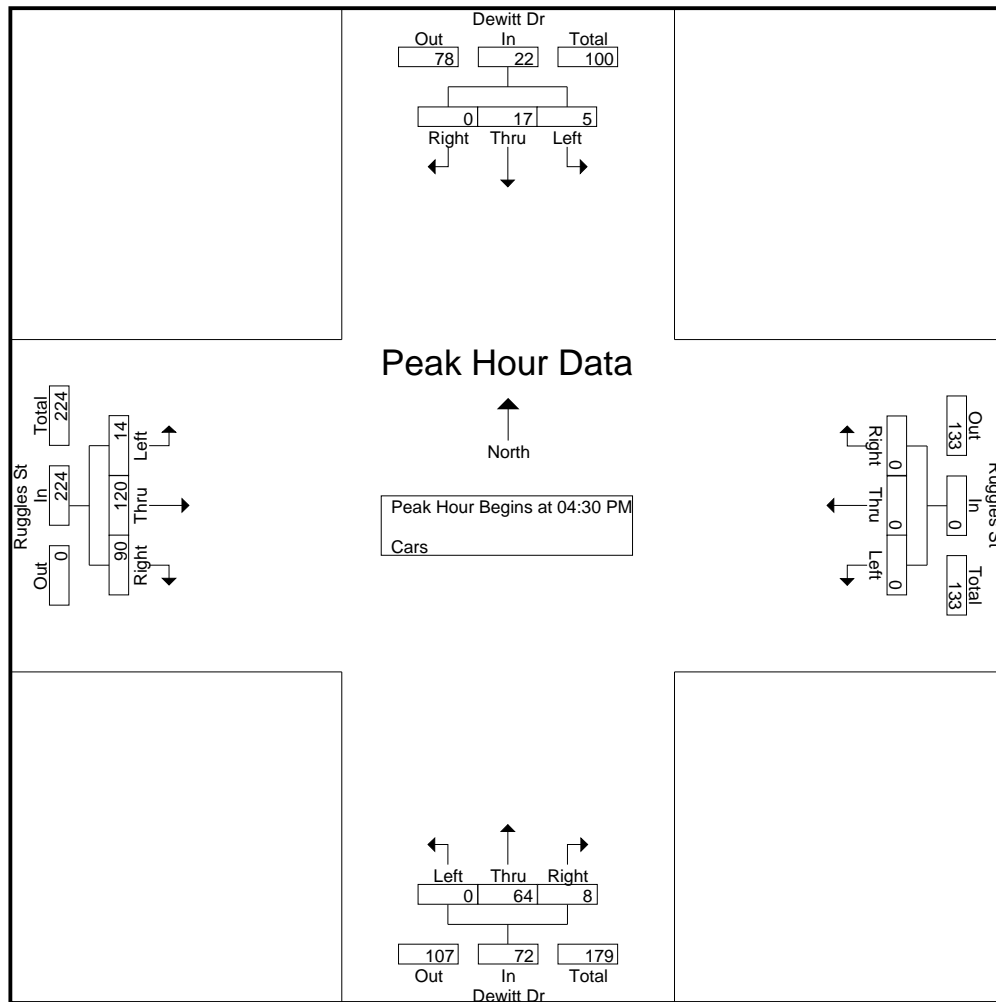 Dewitt Dr
Out In Total
78 22 100
0 17 5
Right Thru Left
Peak Hour Data
North
Peak Hour Begins at 04:30 PM
Cars
Ruggles St
Total In Out
224 224 0
14 120 90
Left Thru Right
Ruggles St
Out In Total
133 0 133
0 0 0
Right Thru Left
Left Thru Right
0 64 8
107 72 179
Out In Total
Dewitt Dr